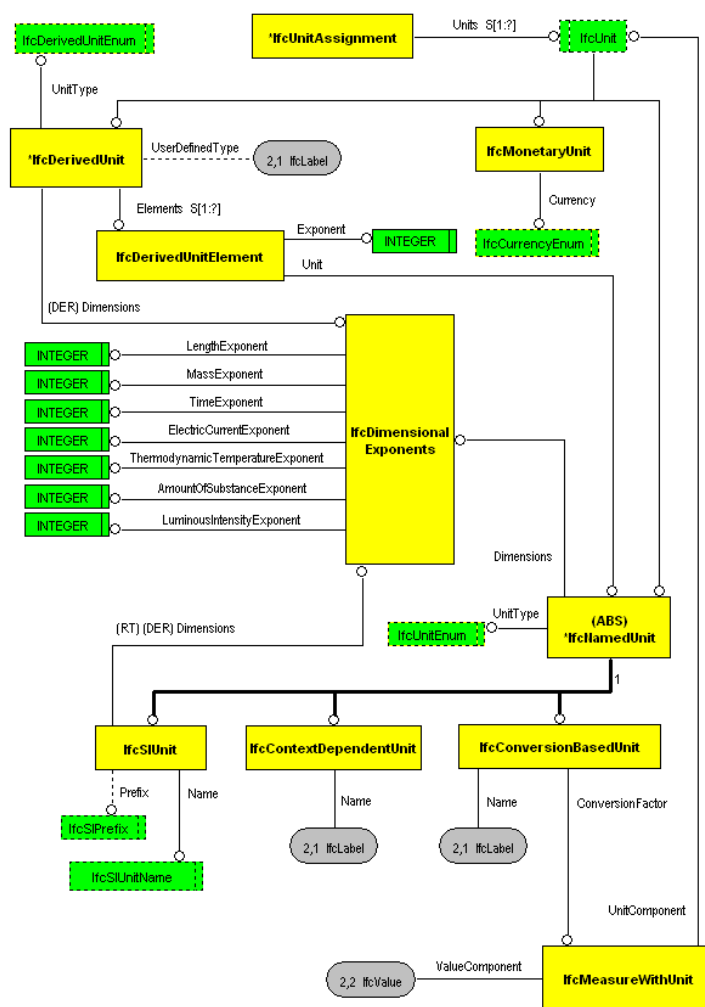 IfcDerivedUnitEnum
*IfcUnitAssignment
Units S[1:?]
IfcUnit
UnitType
*IfcDerivedUnit
UserDefinedType
2,1 IfcLabel
IfcMonetaryUnit
Currency
IfcCurrencyEnum
Elements S[1:?]
IfcDerivedUnitElement
Exponent
INTEGER
Unit
(DER) Dimensions
INTEGER
LengthExponent
INTEGER
MassExponent
INTEGER
TimeExponent
INTEGER
ElectricCurrentExponent
INTEGER
ThermodynamicTemperatureExponent
INTEGER
AmountOfSubstanceExponent
INTEGER
LuminousIntensityExponent
IfcDimensional
Exponents
Dimensions
(RT) (DER) Dimensions
UnitType
IfcUnitEnum
(ABS)
*IfcNamedUnit
1
IfcSIUnit
IfcContextDependentUnit
IfcConversionBasedUnit
Prefix
Name
Name
Name
ConversionFactor
IfcSIPrefix
IfcSIUnitName
2,1 IfcLabel
2,1 IfcLabel
UnitComponent
2,2 IfcValue
ValueComponent
IfcMeasureWithUnit